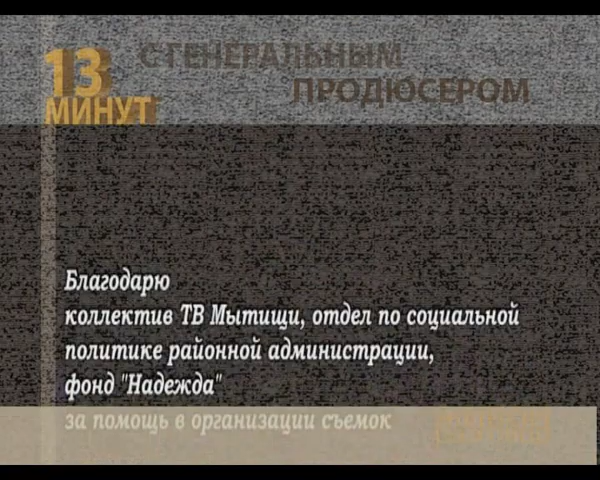 13
МИНУТ
С ГЕНЕРАЛЬНЫМ
ПРОДЮСЕРОМ
Благодарю
коллектив ТВ Мытищи, отдел по социальной
политике районной администрации,
фонд "Надежда"
за помощь в организации съемок